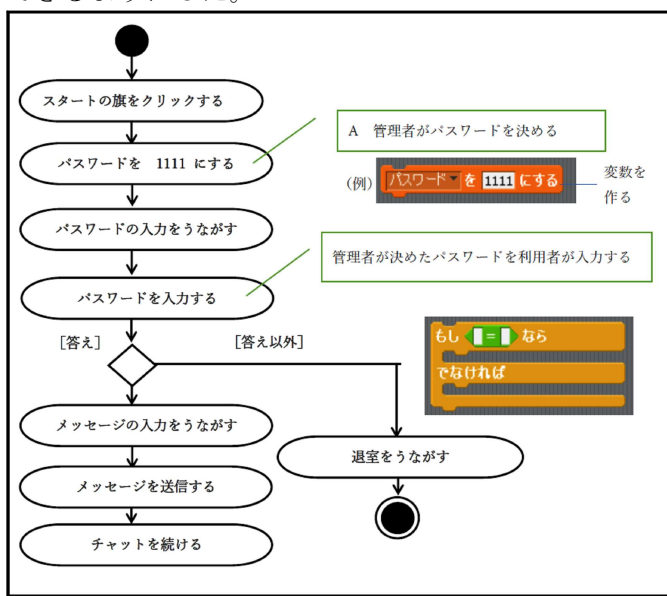 スタートの旗をクリックする
A 管理者がパスワードを決める
パスワードを 1111 にする
(例) パスワード を 1111 にする
変数を
作る
パスワードの入力をうながす
管理者が決めたパスワードを利用者が入力する
パスワードを入力する
[答え] [答え以外]
もし = なら
でなければ
メッセージの入力をうながす
退室をうながす
メッセージを送信する
チャットを続ける